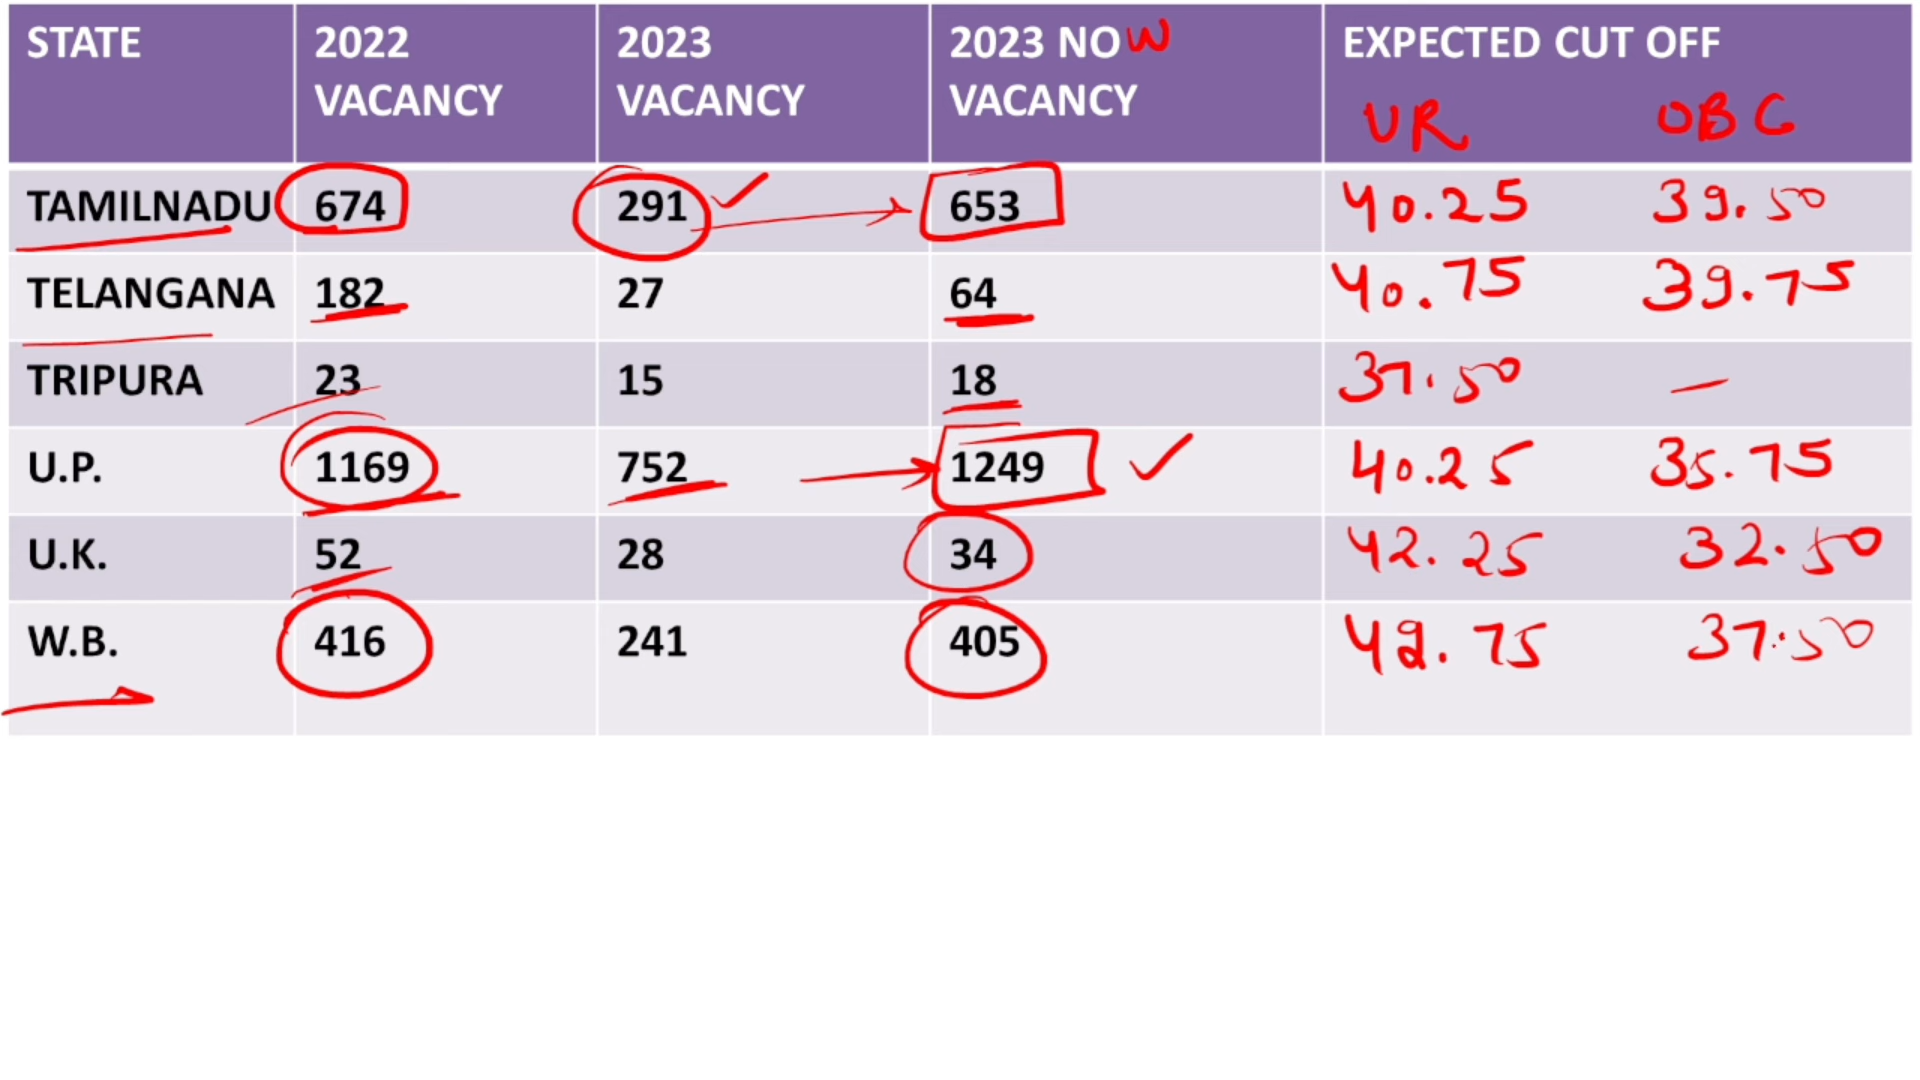 STATE 2022 VACANCY 2023 VACANCY 2023 NOW VACANCY EXPECTED CUT OFF
UR OBC
TAMILNADU 674 291 653 40.25 39.50
TELANGANA 182 27 64 40.75 39.75
TRIPURA 23 15 18 37.50 —
U.P. 1169 752 1249 40.25 35.75
U.K. 52 28 34 42.25 32.50
W.B. 416 241 405 37.50